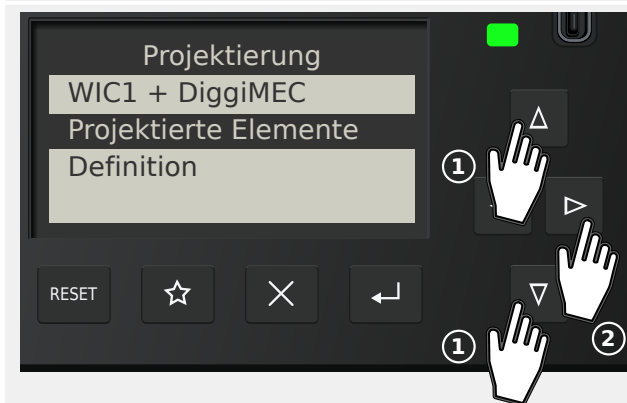 Projektierung
WIC1 + DiggiMEC
Projektierte Elemente
Definition
1
RESET
1
2